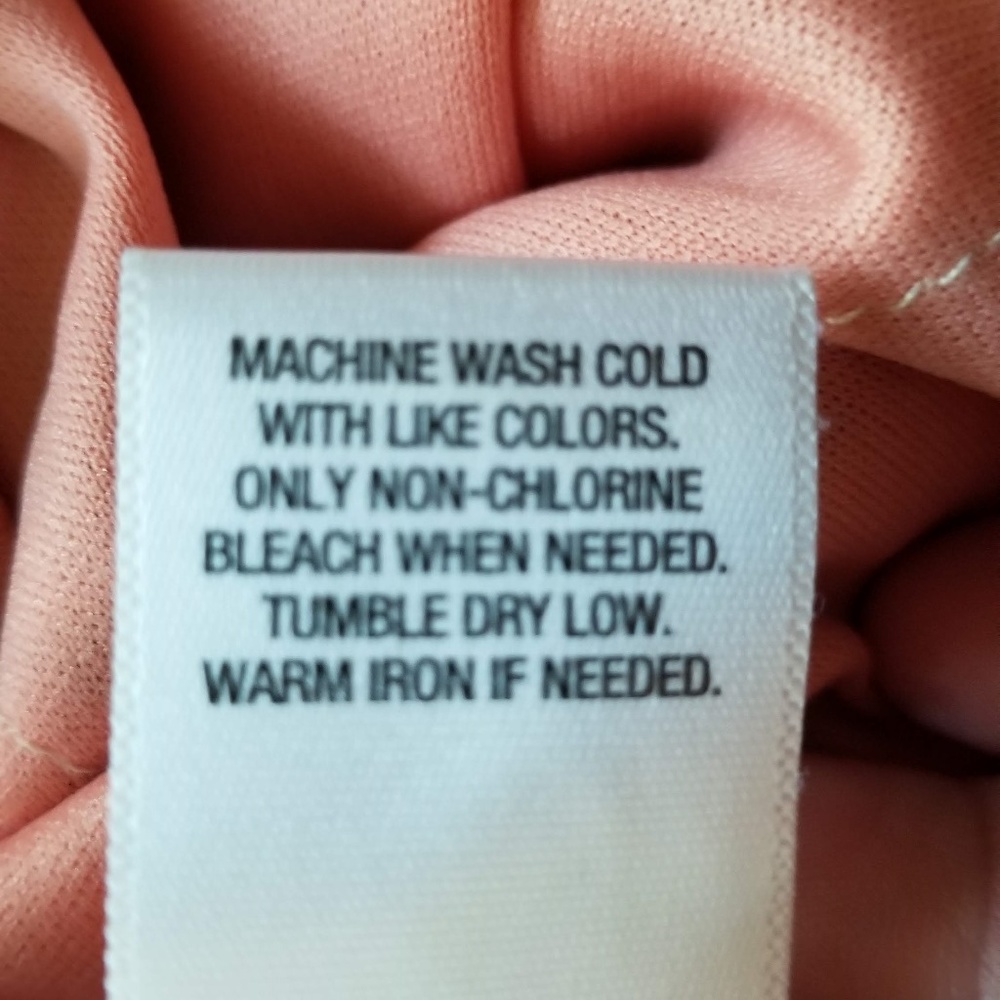 MACHINE WASH COLD
WITH LIKE COLORS.
ONLY NON-CHLORINE
BLEACH WHEN NEEDED.
TUMBLE DRY LOW.
WARM IRON IF NEEDED.